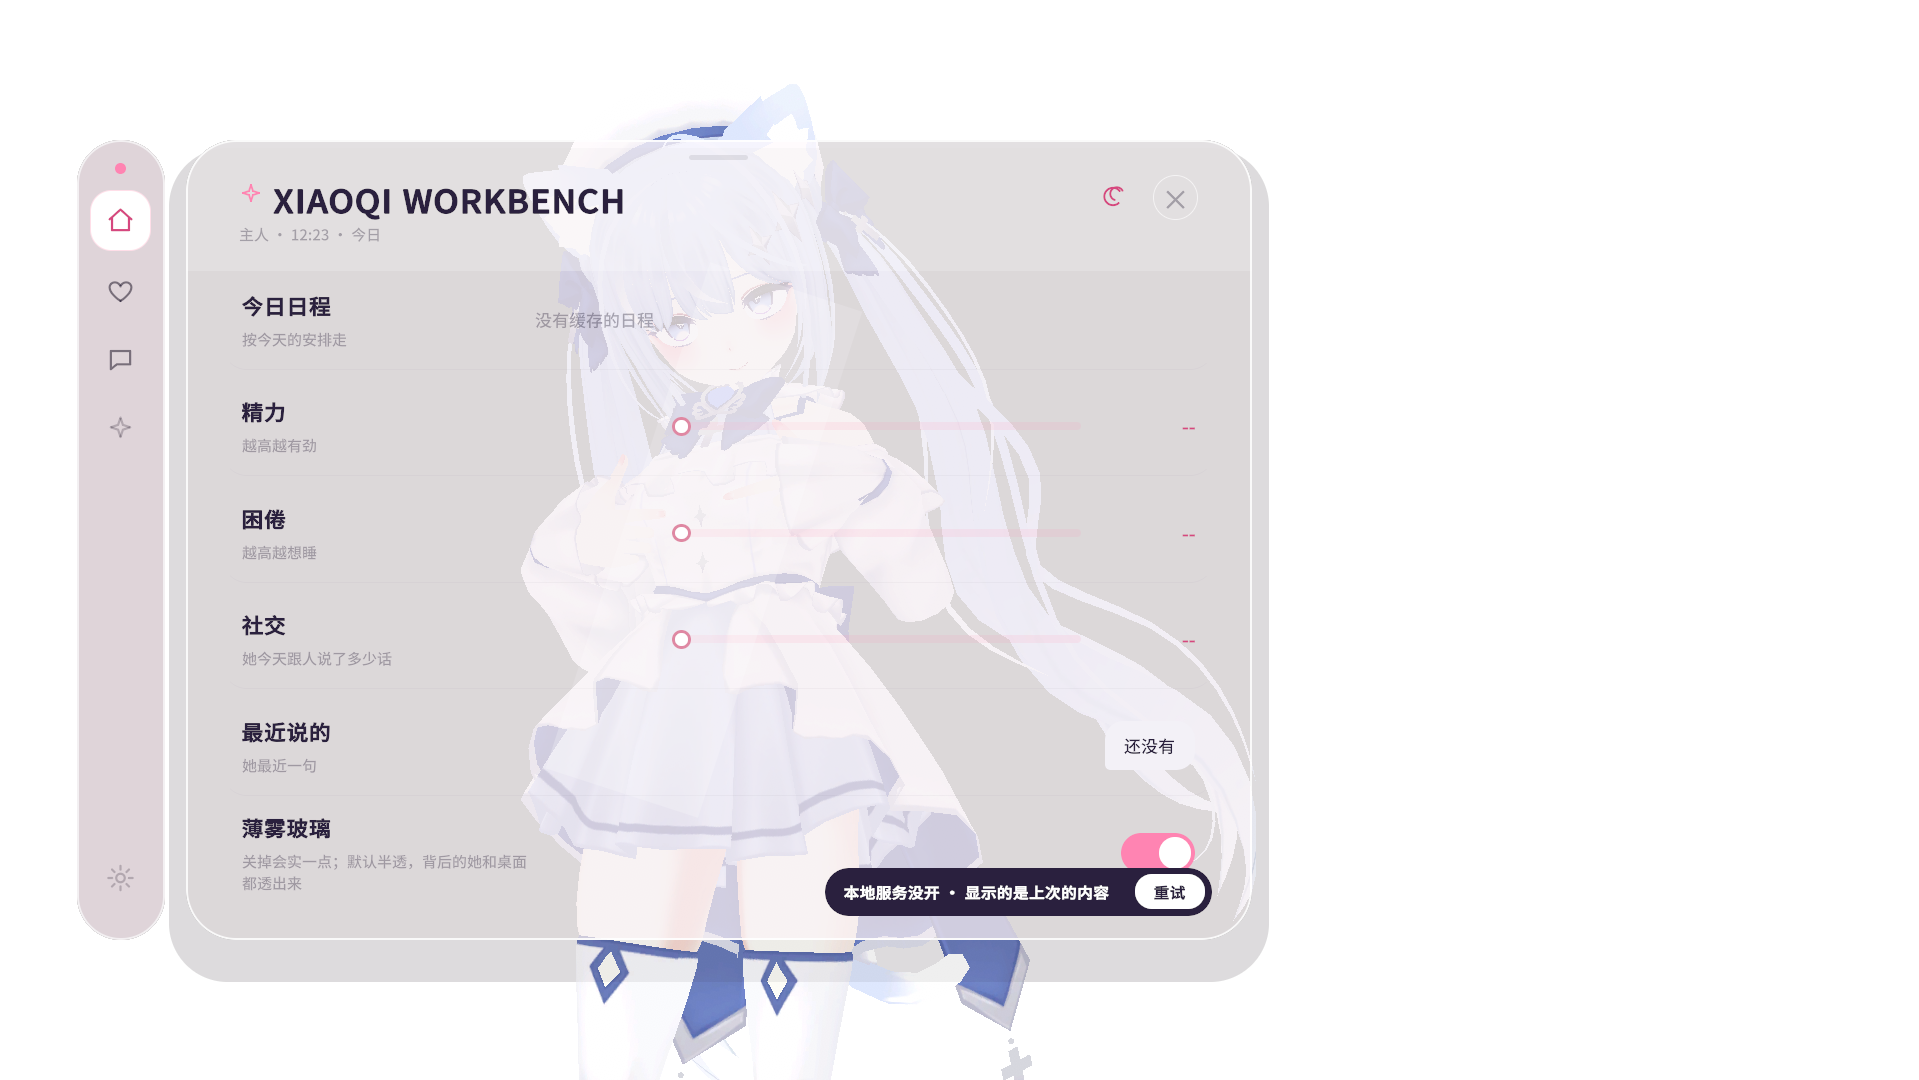 XIAOQI WORKBENCH
主人 · 12:23 · 今日
今日日程
按今天的安排走
没有缓存的日程
精力
越高越有劲
--
困倦
越高越想睡
--
社交
她今天跟人说了多少话
--
最近说的
她最近一句
还没有
薄雾玻璃
关掉会实一点；默认半透，背后的她和桌面
都透出来
本地服务没开 · 显示的是上次的内容
重试